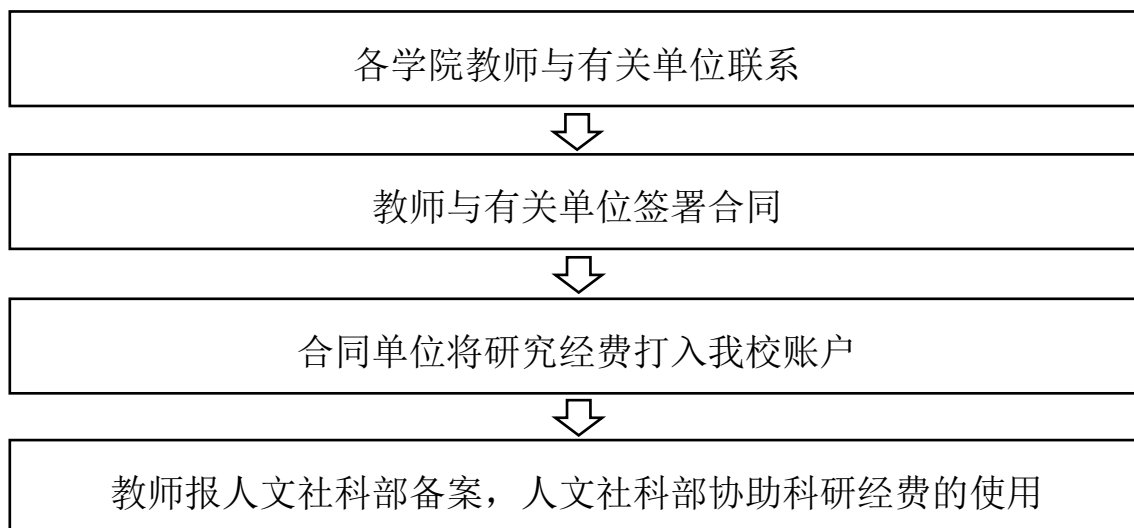 各学院教师与有关单位联系
教师与有关单位签署合同
合同单位将研究经费打入我校账户
教师报人文社科部备案，人文社科部协助科研经费的使用